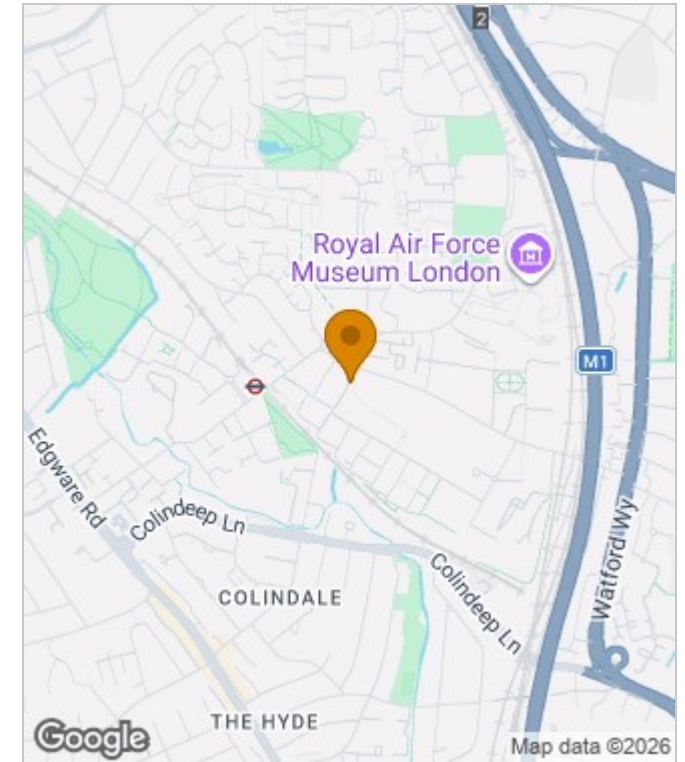 2
Royal Air Force
Museum London
M1
Edgware Rd
Colindeep Ln
Colindeep Ln
Watford Wy
COLINDALE
THE HYDE
Google
Map data ©2026